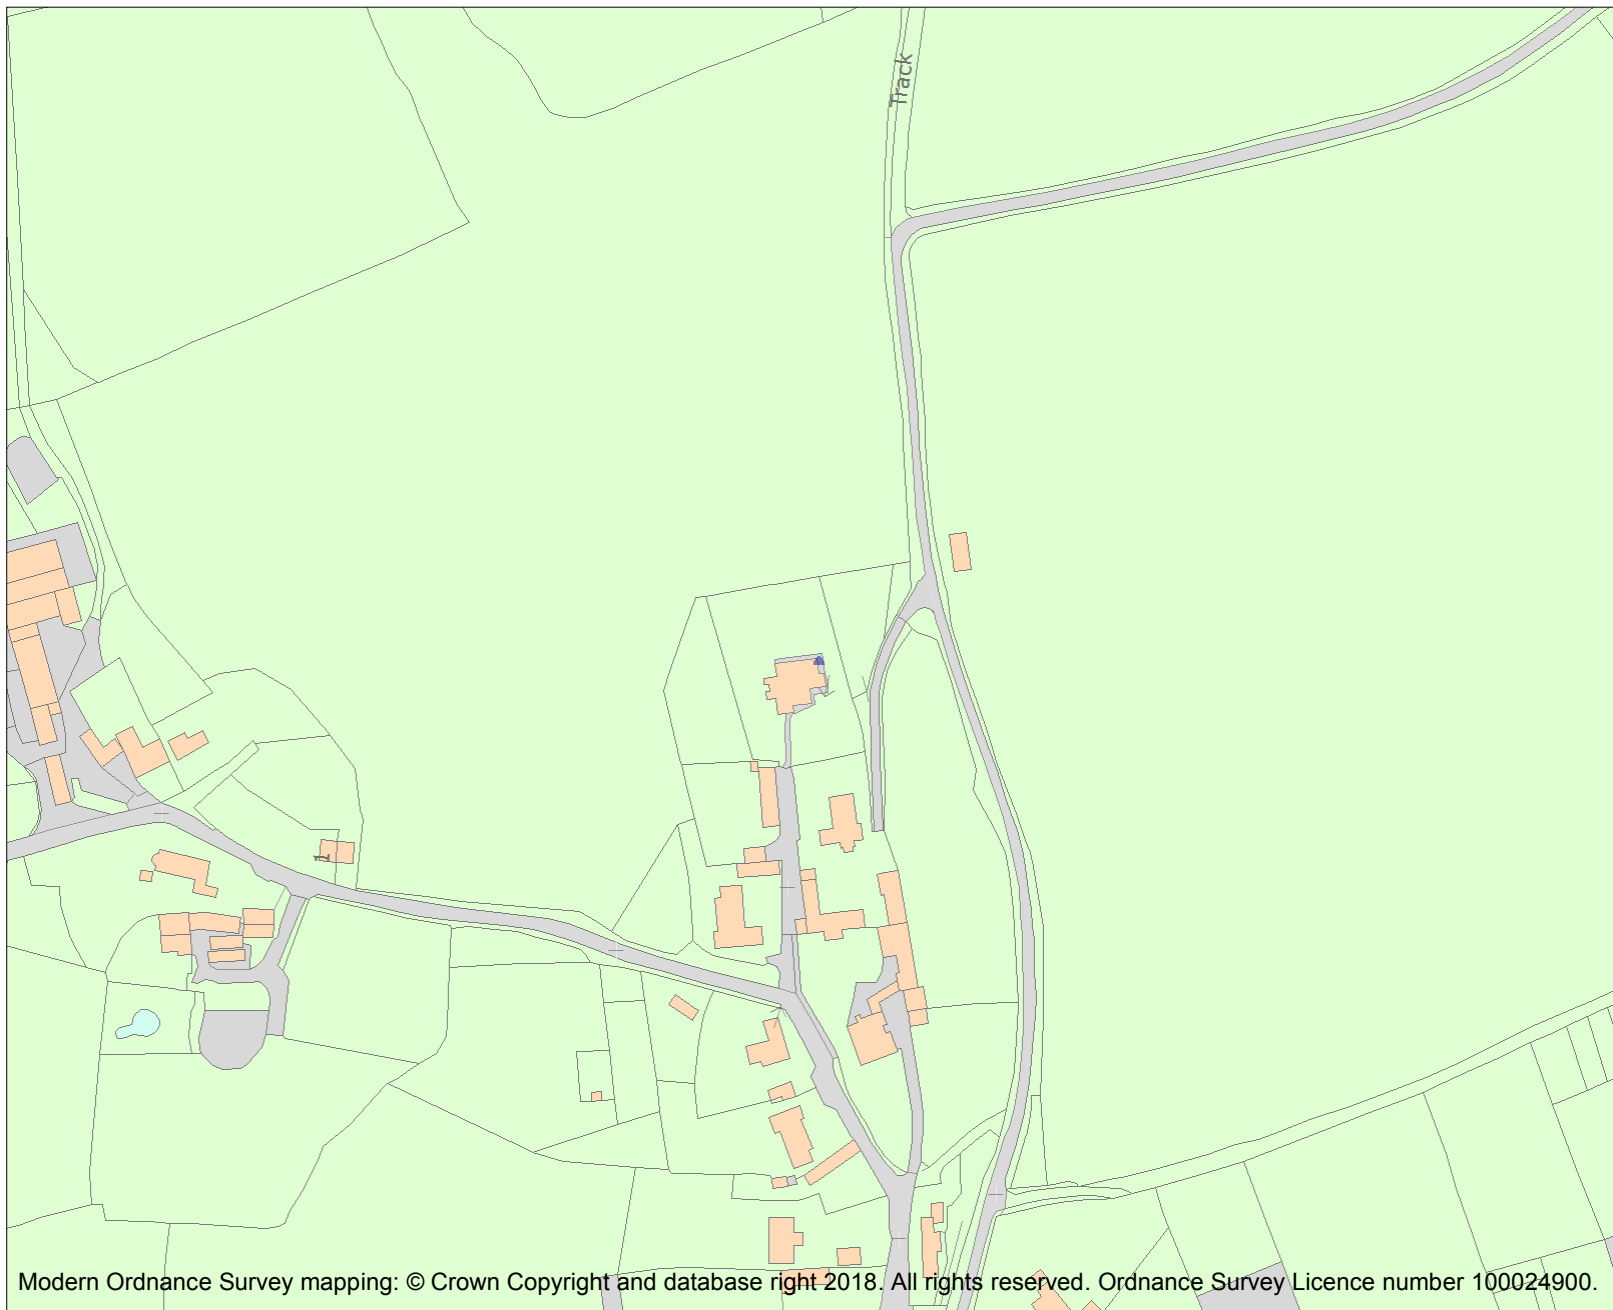 Track
1
Modern Ordnance Survey mapping: © Crown Copyright and database right 2018. All rights reserved. Ordnance Survey Licence number 100024900.